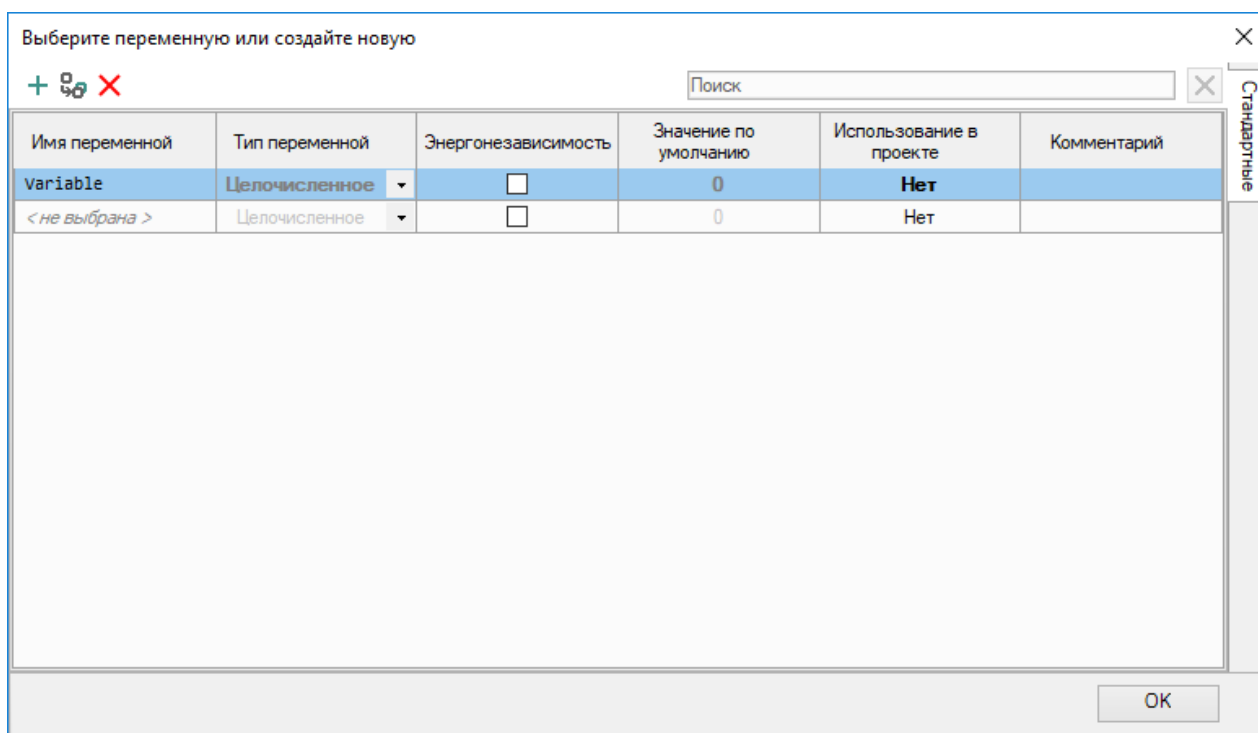 Выберите переменную или создайте новую
Поиск
Стандартные
Имя переменной Тип переменной Энергонезависимость Значение по умолчанию Использование в проекте Комментарий
Variable Целочисленное 0 Нет
<не выбрана> Целочисленное 0 Нет
OK